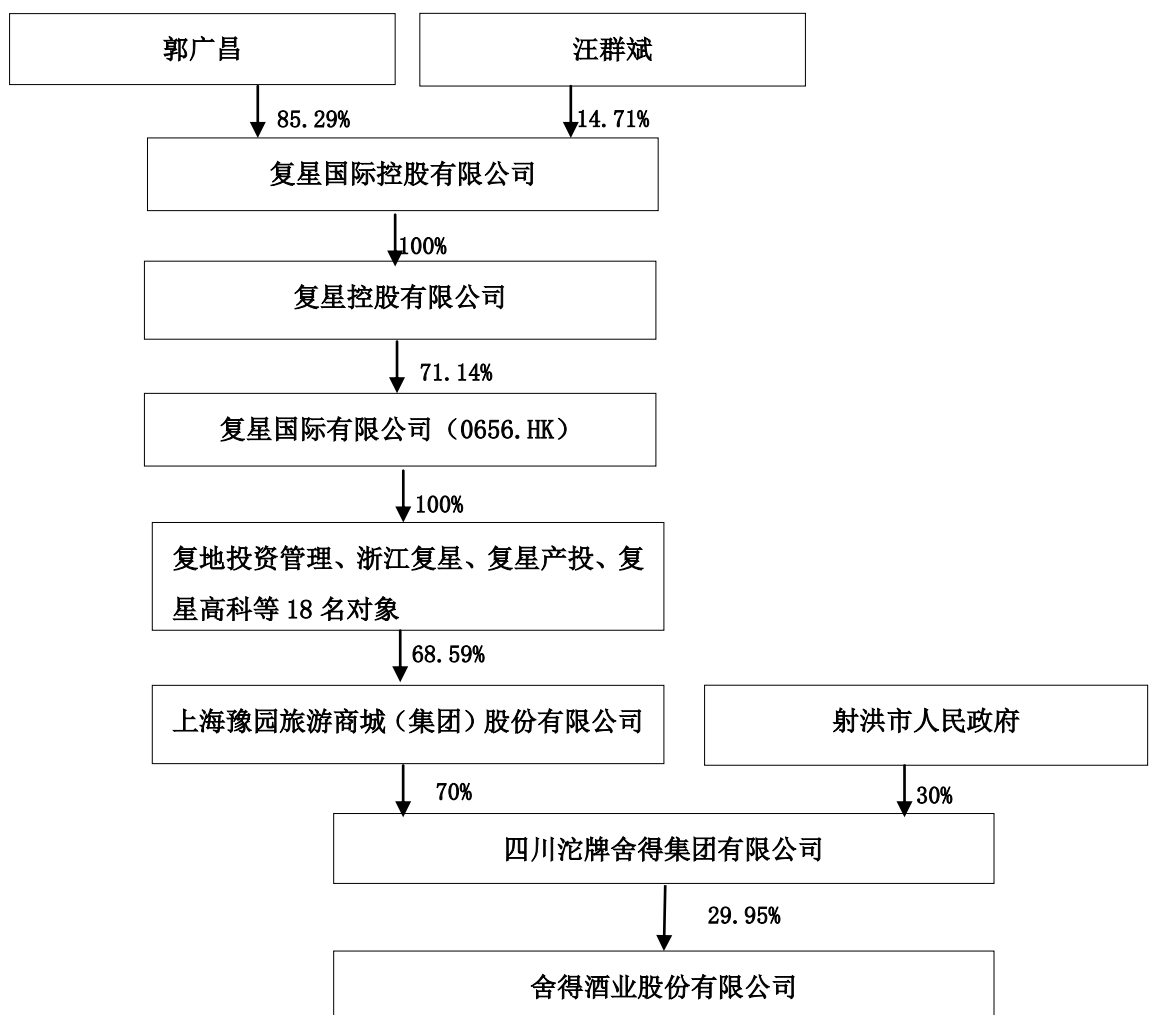 郭广昌
汪群斌
85.29%
14.71%
复星国际控股有限公司
100%
复星控股有限公司
71.14%
复星国际有限公司（0656.HK）
100%
复地投资管理、浙江复星、复星产投、复
星高科等 18 名对象
68.59%
上海豫园旅游商城（集团）股份有限公司
射洪市人民政府
70%
30%
四川沱牌舍得集团有限公司
29.95%
舍得酒业股份有限公司